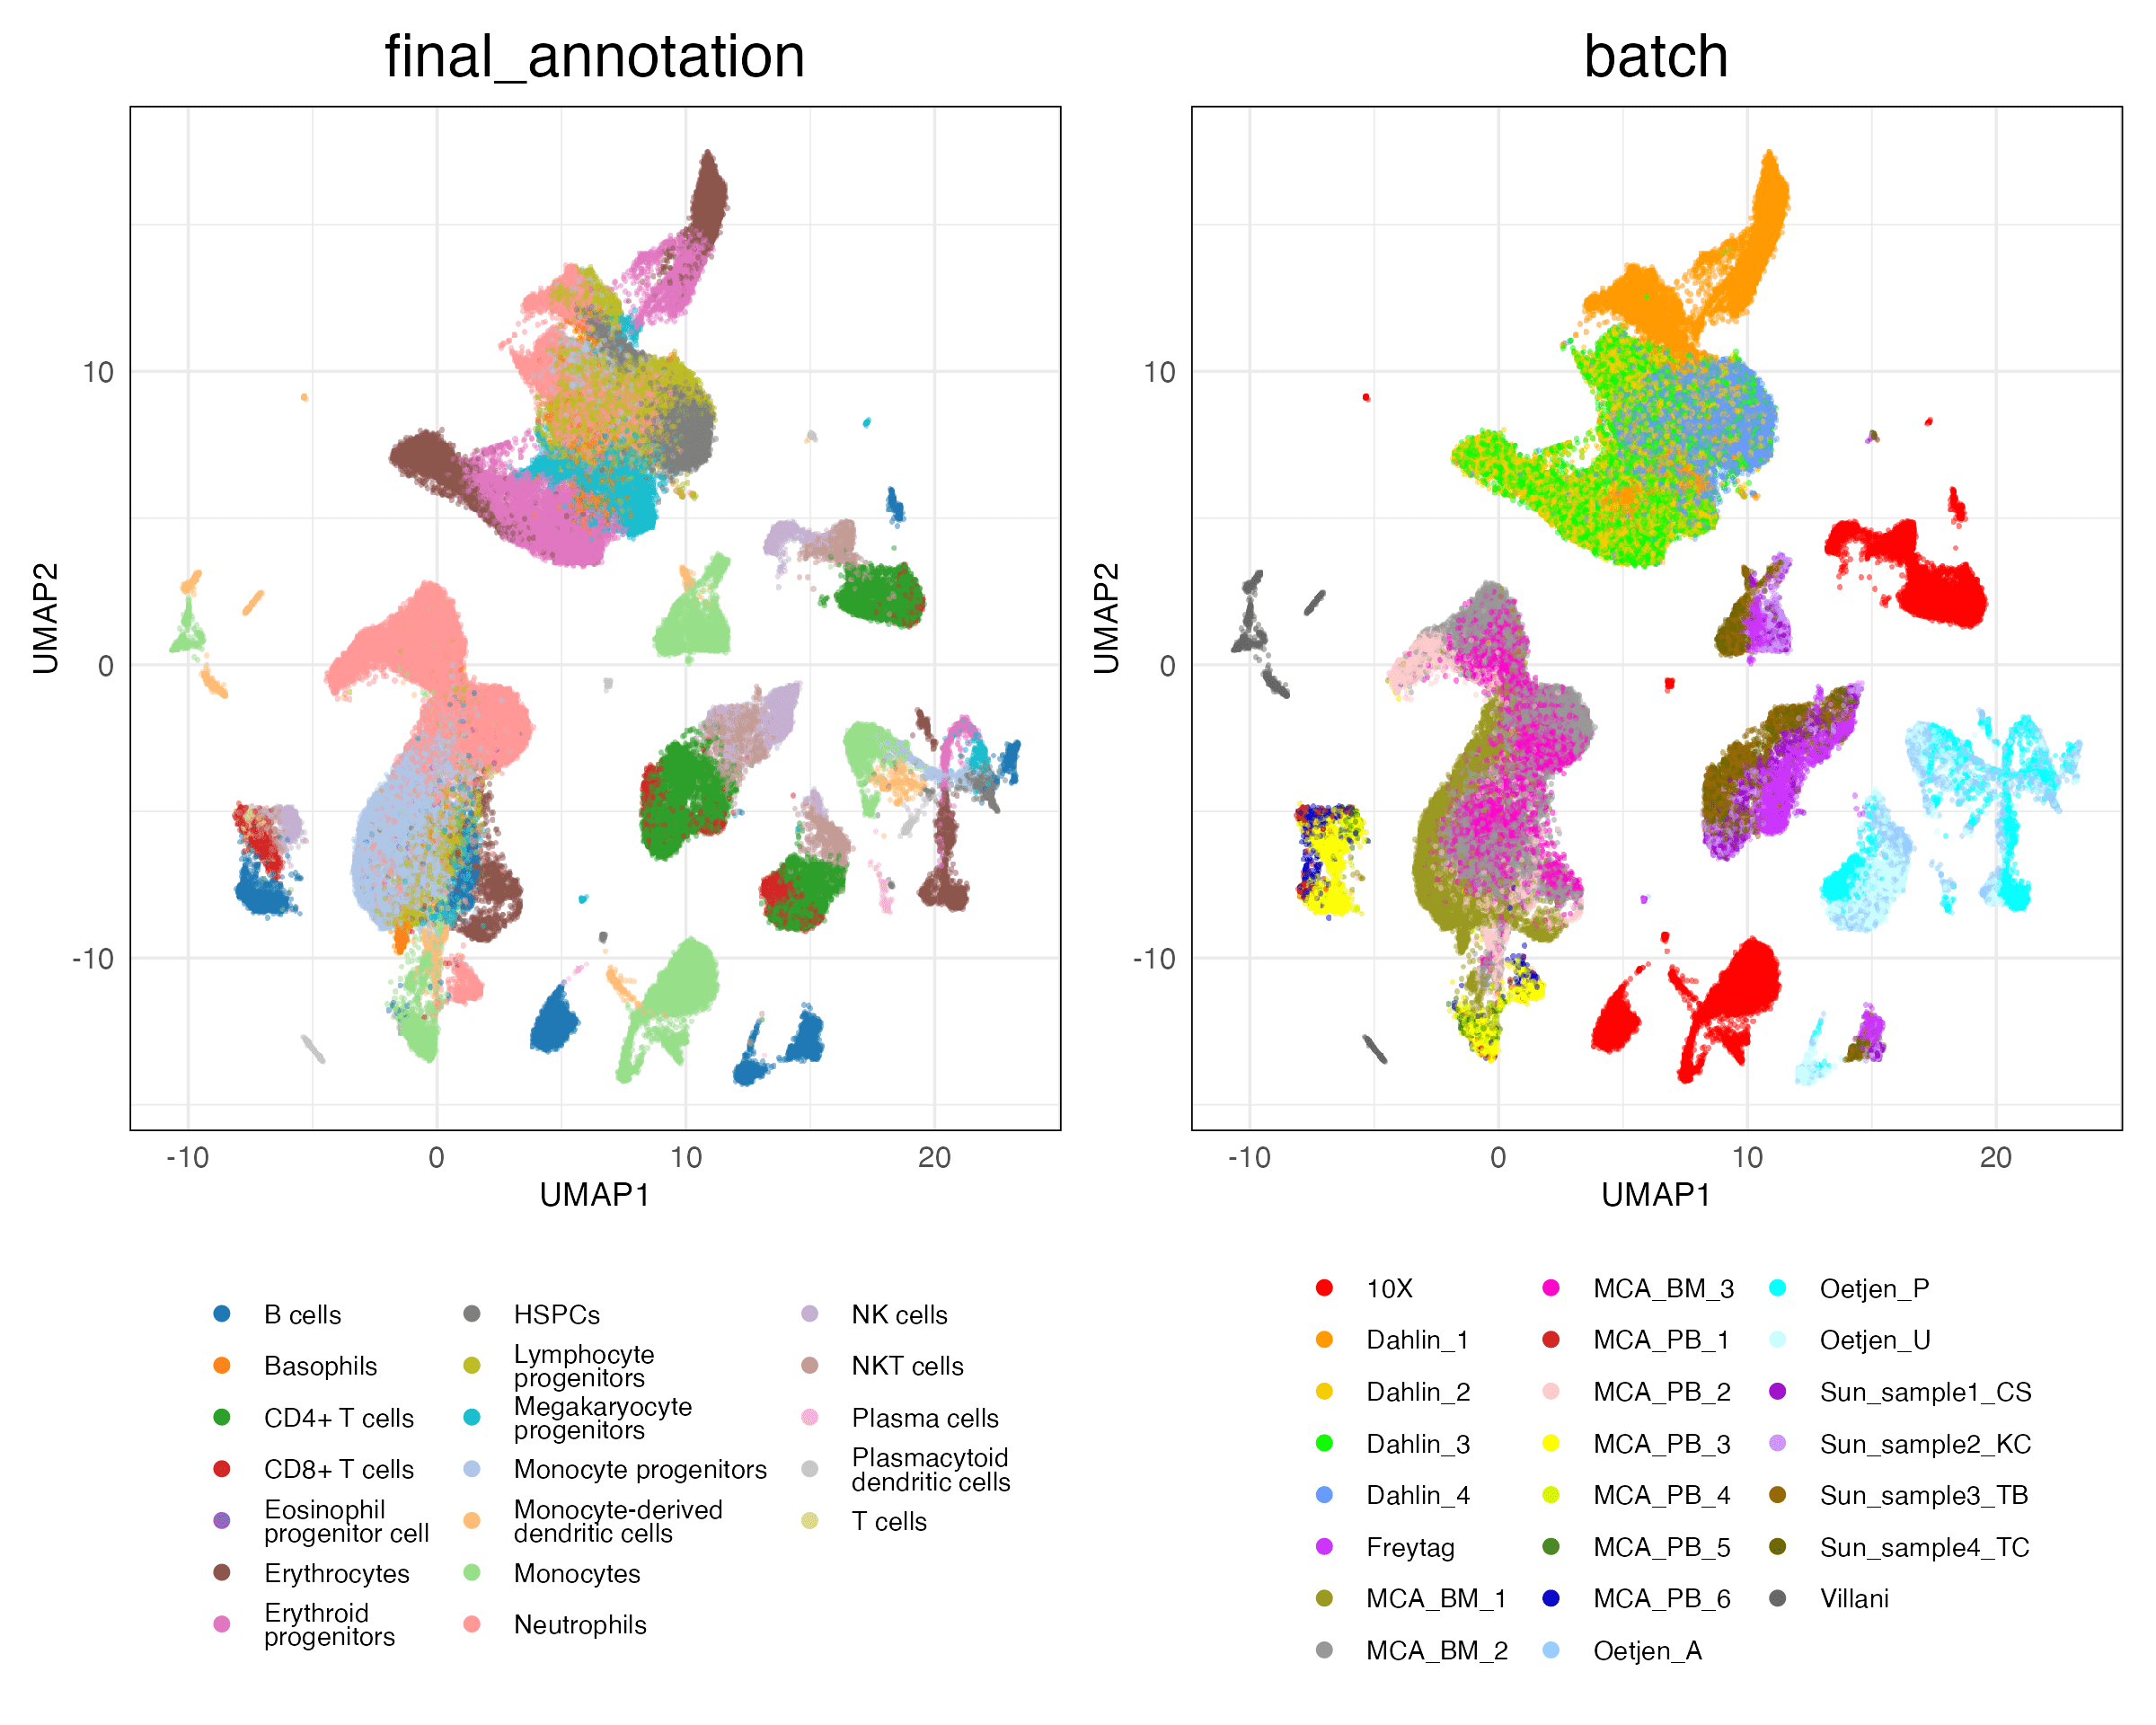 final_annotation
batch
UMAP2
10
0
-10
-10
0
10
20
UMAP1
UMAP2
10
0
-10
-10
0
10
20
UMAP1
B cells
Basophils
CD4+ T cells
CD8+ T cells
Eosinophil
progenitor cell
Erythrocytes
Erythroid
progenitors
HSPCs
Lymphocyte
progenitors
Megakaryocyte
progenitors
Monocyte progenitors
Monocyte-derived
dendritic cells
Monocytes
Neutrophils
NK cells
NKT cells
Plasma cells
Plasmacytoid
dendritic cells
T cells
10X
Dahlin_1
Dahlin_2
Dahlin_3
Dahlin_4
Freytag
MCA_BM_1
MCA_BM_2
MCA_BM_3
MCA_PB_1
MCA_PB_2
MCA_PB_3
MCA_PB_4
MCA_PB_5
MCA_PB_6
Oetjen_A
Oetjen_P
Oetjen_U
Sun_sample1_CS
Sun_sample2_KC
Sun_sample3_TB
Sun_sample4_TC
Villani